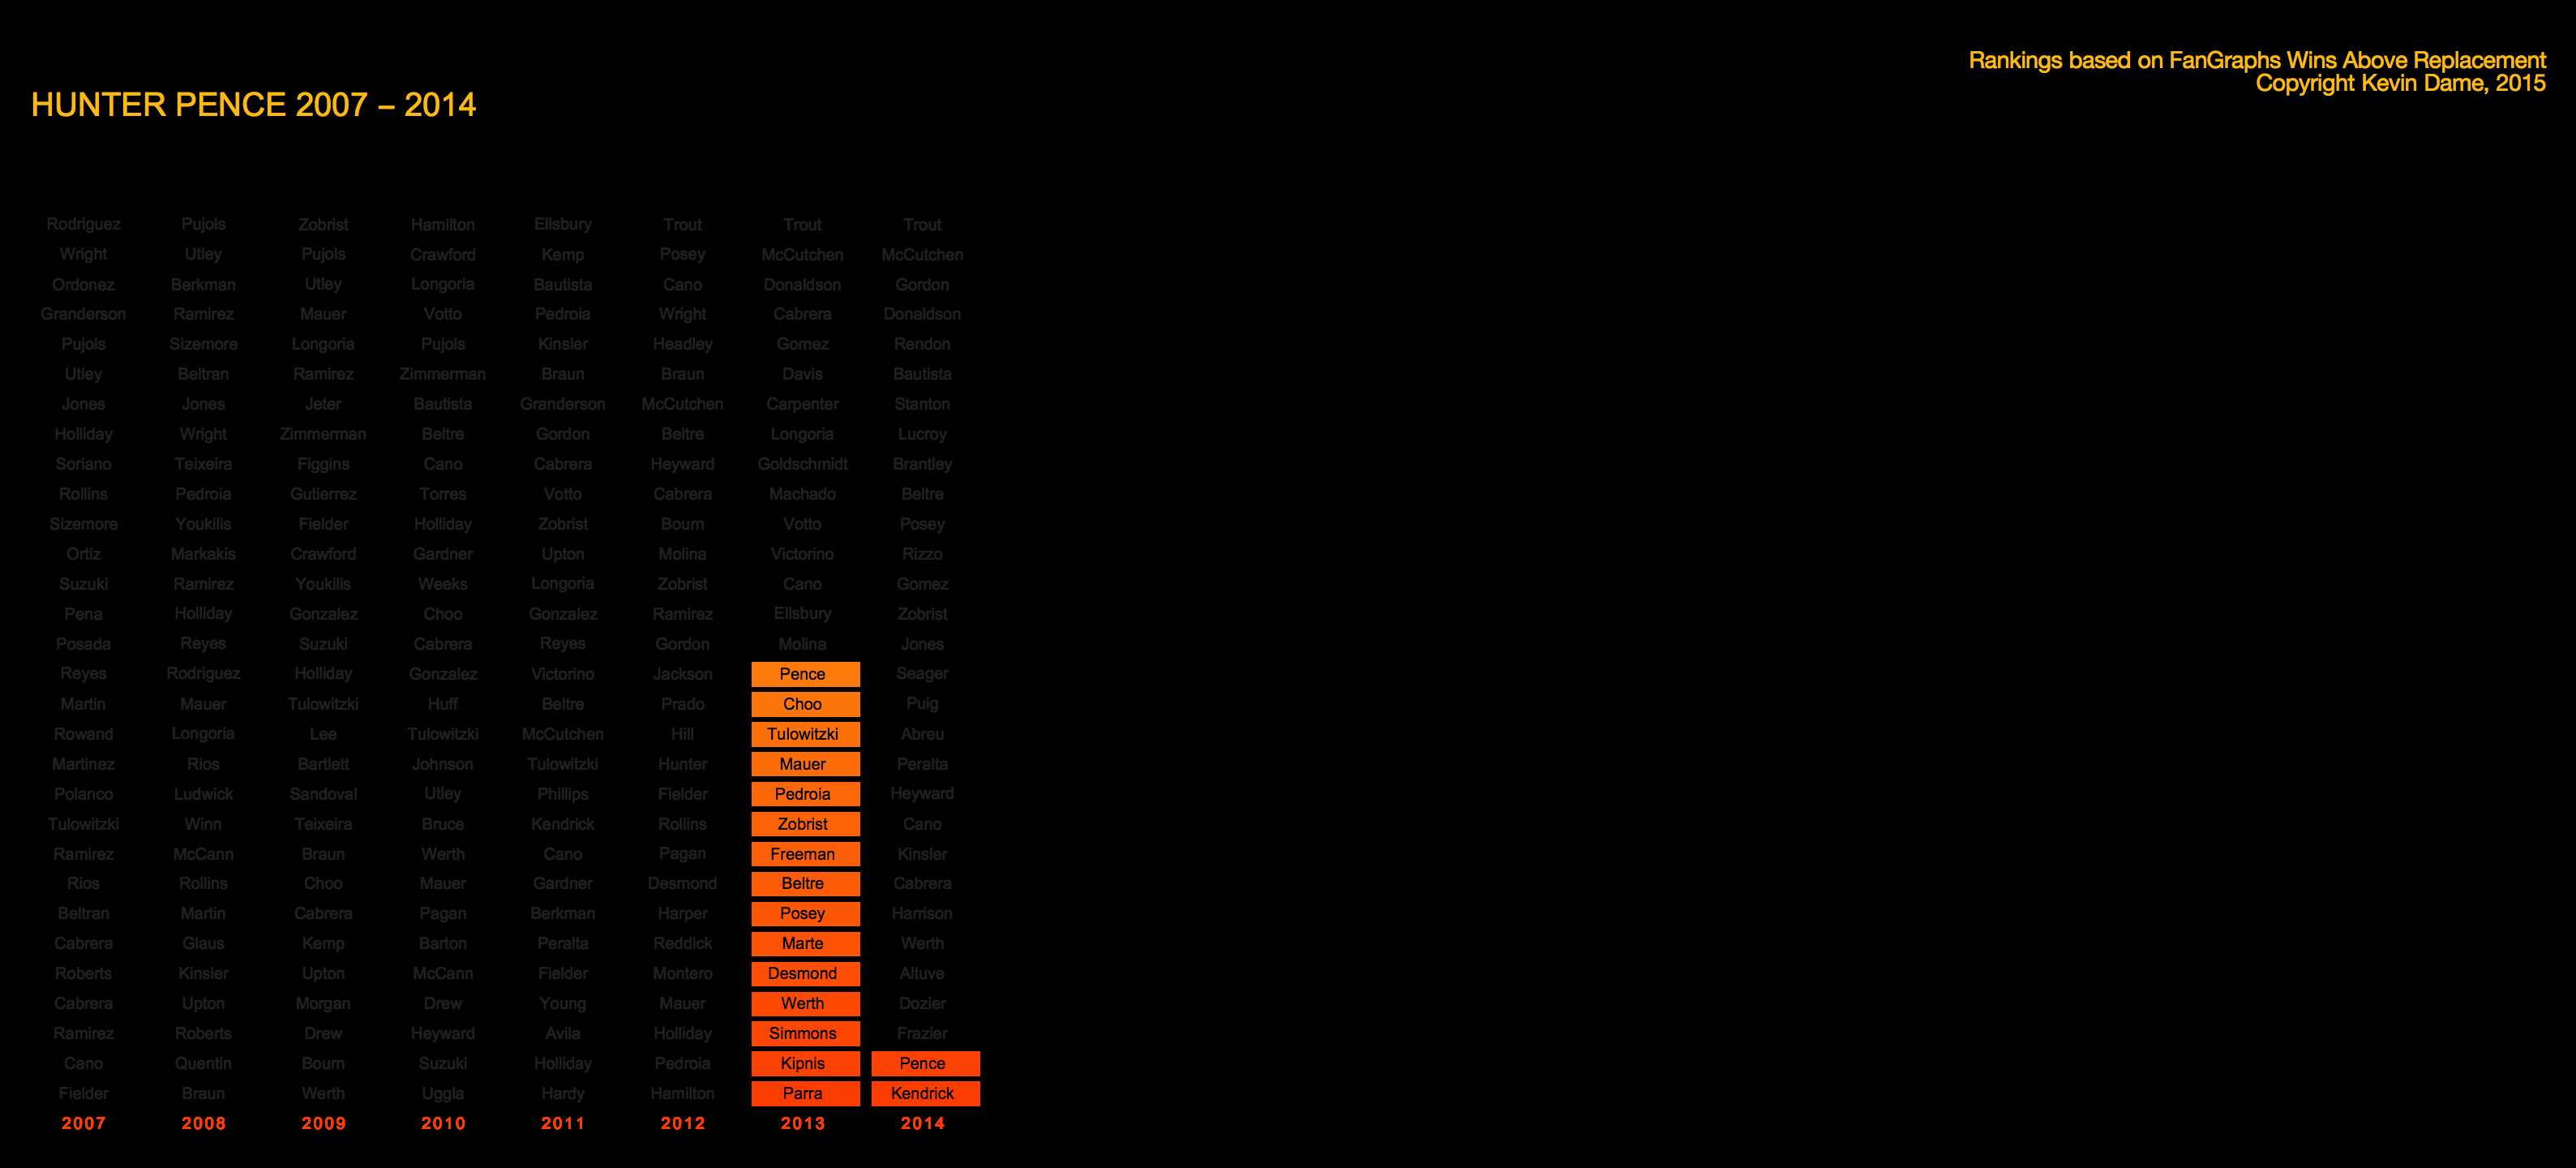 Rankings based on FanGraphs Wins Above Replacement
Copyright Kevin Dame, 2015
HUNTER PENCE 2007 – 2014
Rodriguez Pujols Zobrist Hamilton Ellsbury Trout Trout Trout
Wright Utley Pujols Crawford Kemp Posey McCutchen McCutchen
Ordonez Berkman Utley Longoria Bautista Cano Donaldson Gordon
Granderson Ramirez Mauer Votto Pedroia Wright Cabrera Donaldson
Pujols Sizemore Longoria Pujols Kinsler Headley Gomez Rendon
Utley Beltran Ramirez Zimmerman Braun Braun Davis Bautista
Jones Jones Jeter Bautista Granderson McCutchen Carpenter Stanton
Holliday Wright Zimmerman Beltre Gordon Beltre Longoria Lucroy
Soriano Teixeira Figgins Cano Cabrera Heyward Goldschmidt Brantley
Rollins Pedroia Gutierrez Torres Votto Cabrera Machado Beltre
Sizemore Youkilis Fielder Holliday Zobrist Bourn Votto Posey
Ortiz Markakis Crawford Gardner Upton Molina Victorino Rizzo
Suzuki Ramirez Youkilis Weeks Longoria Zobrist Cano Gomez
Pena Holliday Gonzalez Choo Gonzalez Ramirez Ellsbury Zobrist
Posada Reyes Suzuki Cabrera Reyes Gordon Molina Jones
Reyes Rodriguez Holliday Gonzalez Victorino Jackson Pence Seager
Martin Mauer Tulowitzki Huff Beltre Prado Choo Puig
Rowand Longoria Lee Tulowitzki McCutchen Hill Tulowitzki Abreu
Martinez Rios Bartlett Johnson Tulowitzki Hunter Mauer Peralta
Polanco Ludwick Sandoval Utley Phillips Fielder Pedroia Heyward
Tulowitzki Winn Teixeira Bruce Kendrick Rollins Zobrist Cano
Ramirez McCann Braun Werth Cano Pagan Freeman Kinsler
Rios Rollins Choo Mauer Gardner Desmond Beltre Cabrera
Beltran Martin Cabrera Pagan Berkman Harper Posey Harrison
Cabrera Glaus Kemp Barton Peralta Reddick Marte Werth
Roberts Kinsler Upton McCann Fielder Montero Desmond Altuve
Cabrera Upton Morgan Drew Young Mauer Werth Dozier
Ramirez Roberts Drew Heyward Avila Holliday Simmons Frazier
Cano Quentin Bourn Suzuki Holliday Pedroia Kipnis Pence
Fielder Braun Werth Uggla Hardy Hamilton Parra Kendrick
2007 2008 2009 2010 2011 2012 2013 2014